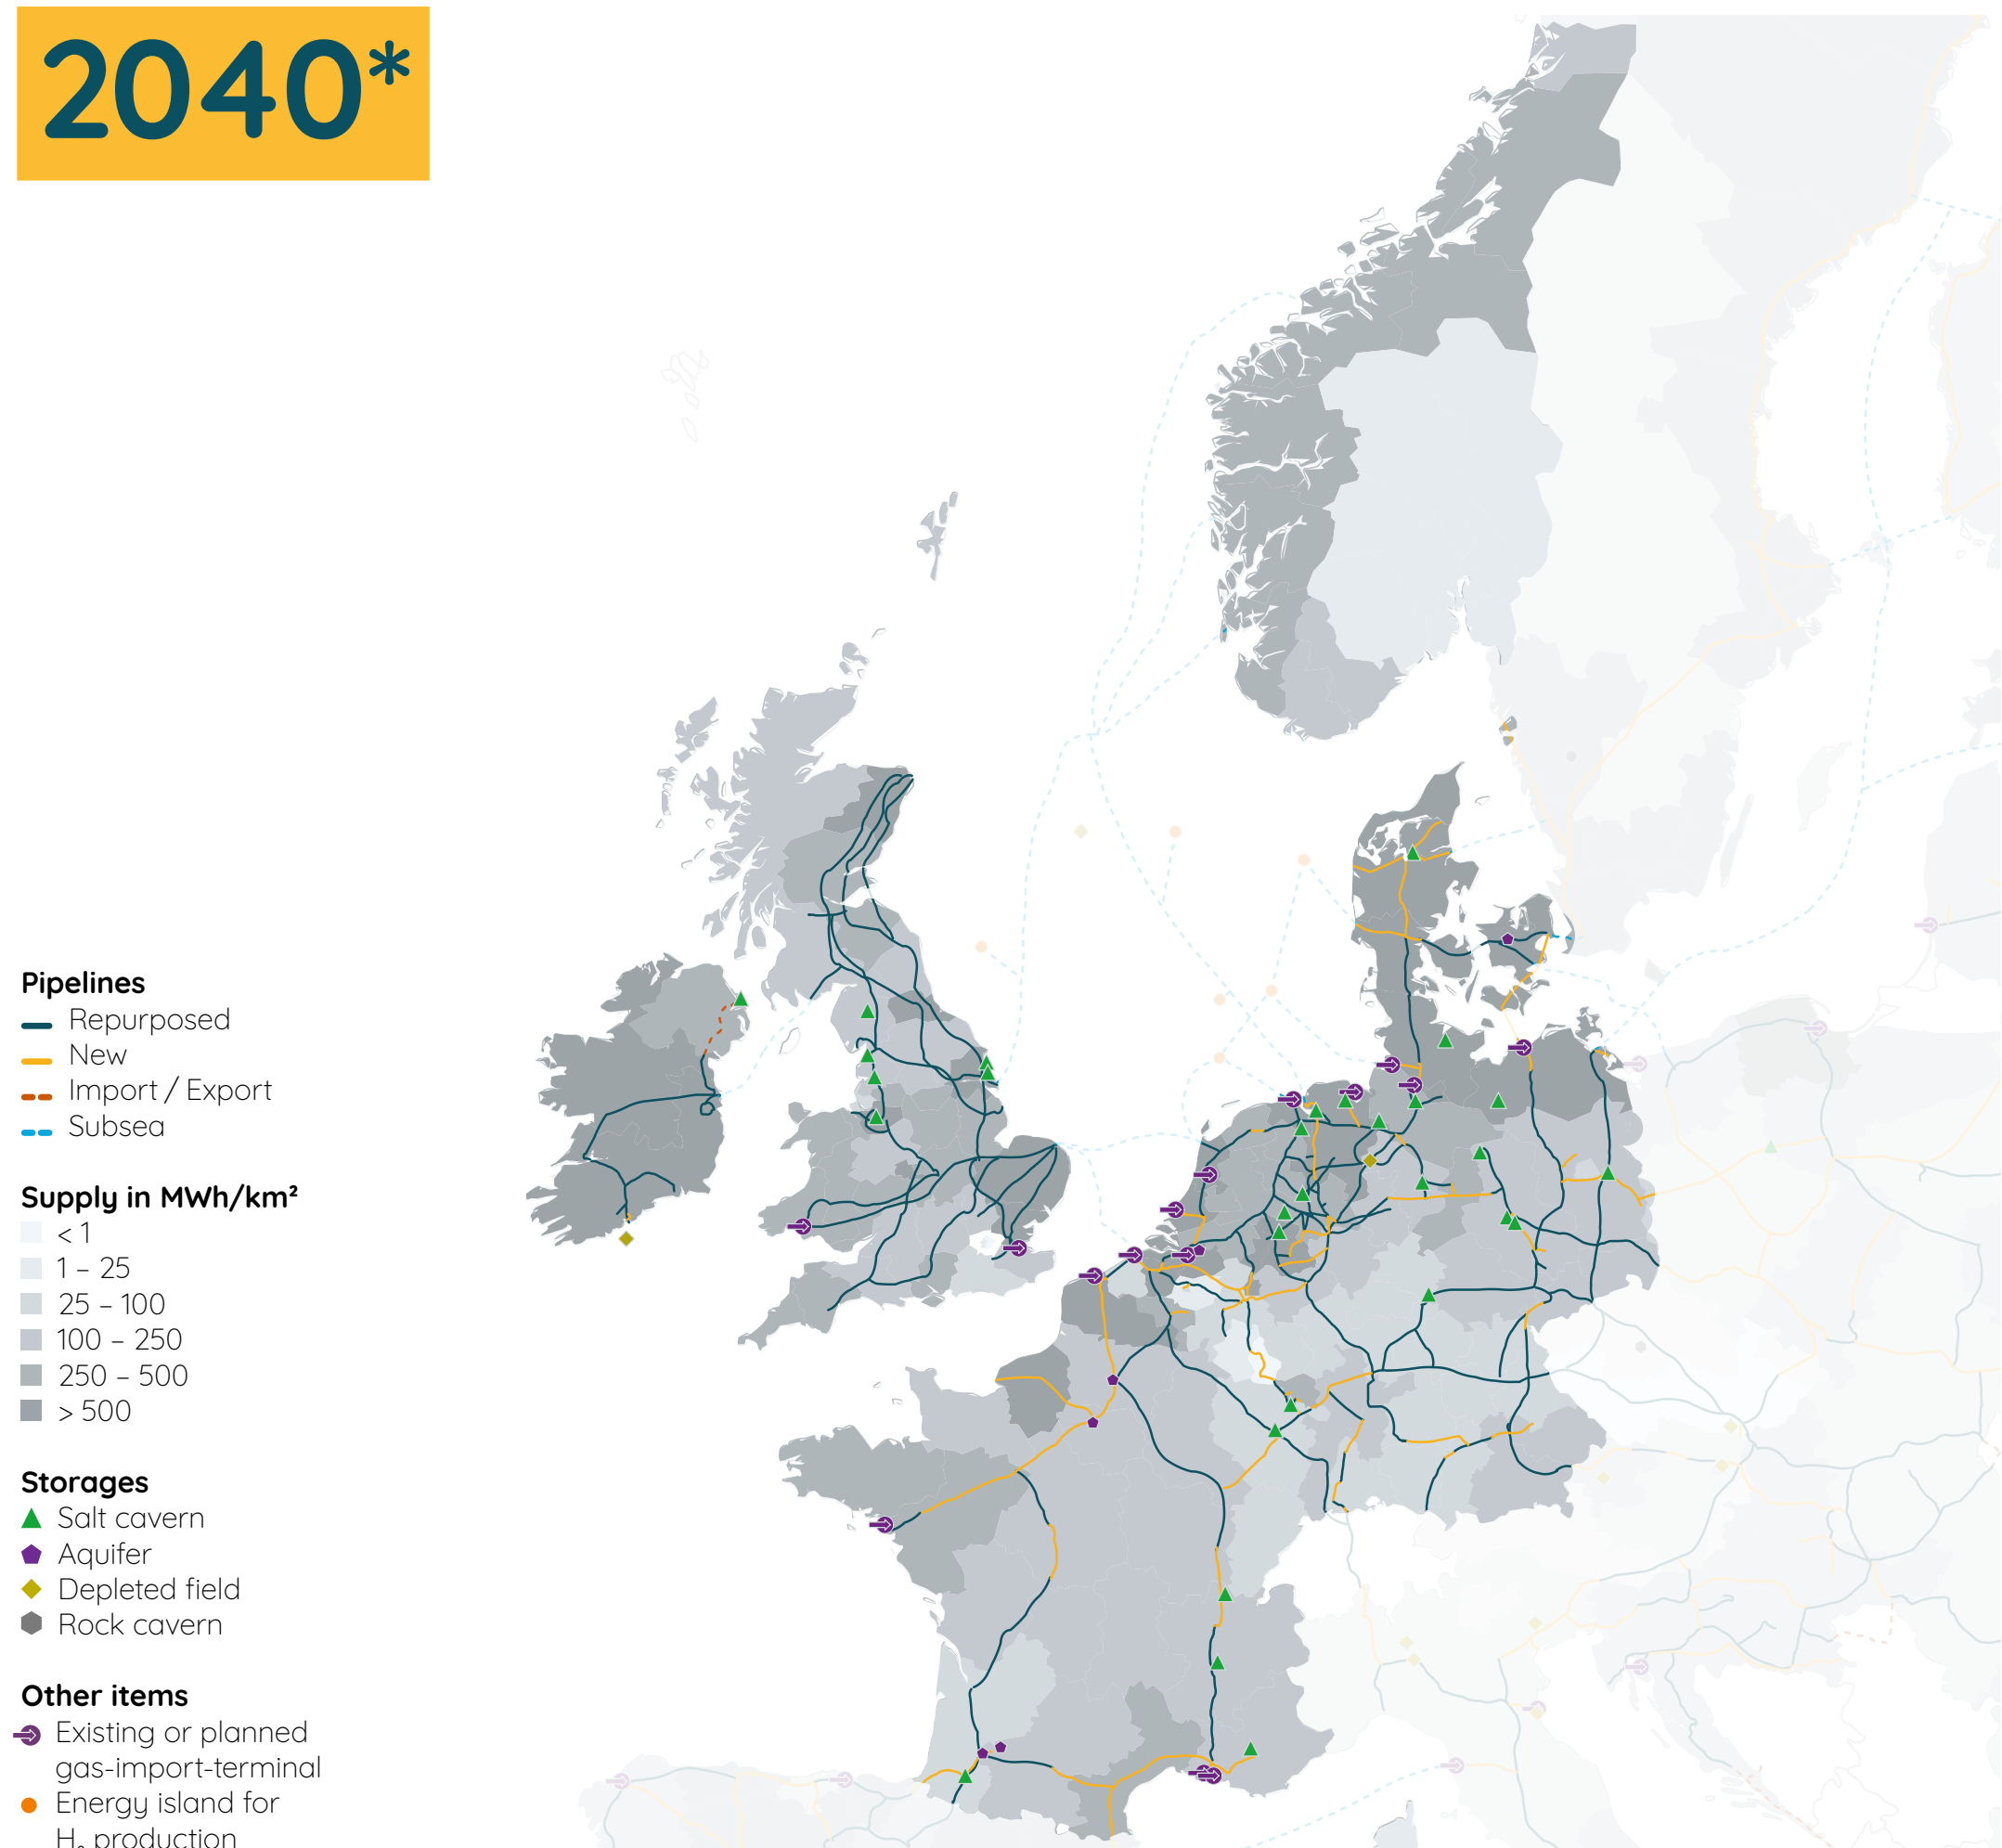 2040*
Pipelines
Repurposed
New
Import / Export
Subsea
Supply in MWh/km²
< 1
1 – 25
25 – 100
100 – 250
250 – 500
> 500
Storages
Salt cavern
Aquifer
Depleted field
Rock cavern
Other items
Existing or planned
gas-import-terminal
Energy island for
H₂ production